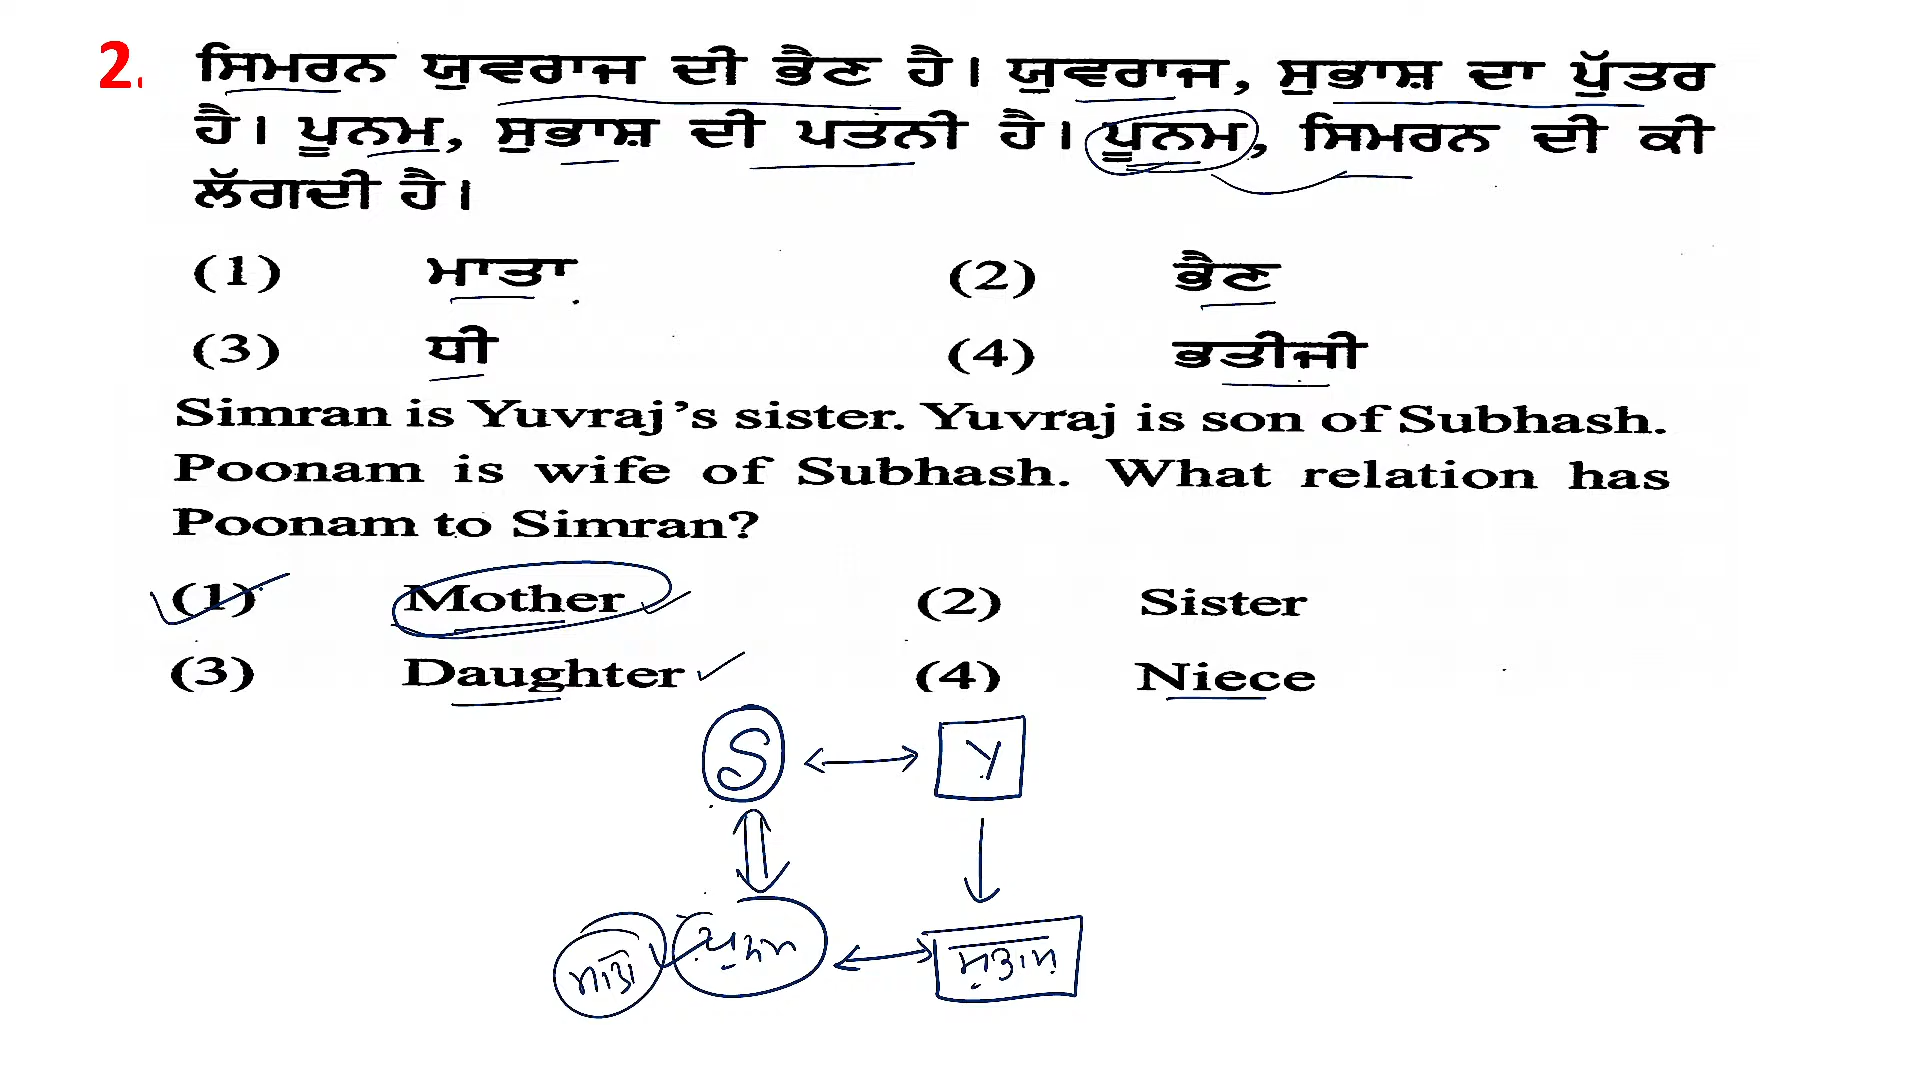 2. ਸਿਮਰਨ ਯੁਵਰਾਜ ਦੀ ਭੈਣ ਹੈ। ਯੁਵਰਾਜ, ਸੁਭਾਸ਼ ਦਾ ਪੁੱਤਰ
ਹੈ। ਪੂਨਮ, ਸੁਭਾਸ਼ ਦੀ ਪਤਨੀ ਹੈ। ਪੂਨਮ, ਸਿਮਰਨ ਦੀ ਕੀ
ਲੱਗਦੀ ਹੈ।
(1) ਮਾਤਾ (2) ਭੈਣ
(3) ਧੀ (4) ਭਤੀਜੀ
Simran is Yuvraj’s sister. Yuvraj is son of Subhash.
Poonam is wife of Subhash. What relation has
Poonam to Simran?
(1) Mother (2) Sister
(3) Daughter (4) Niece
S Y